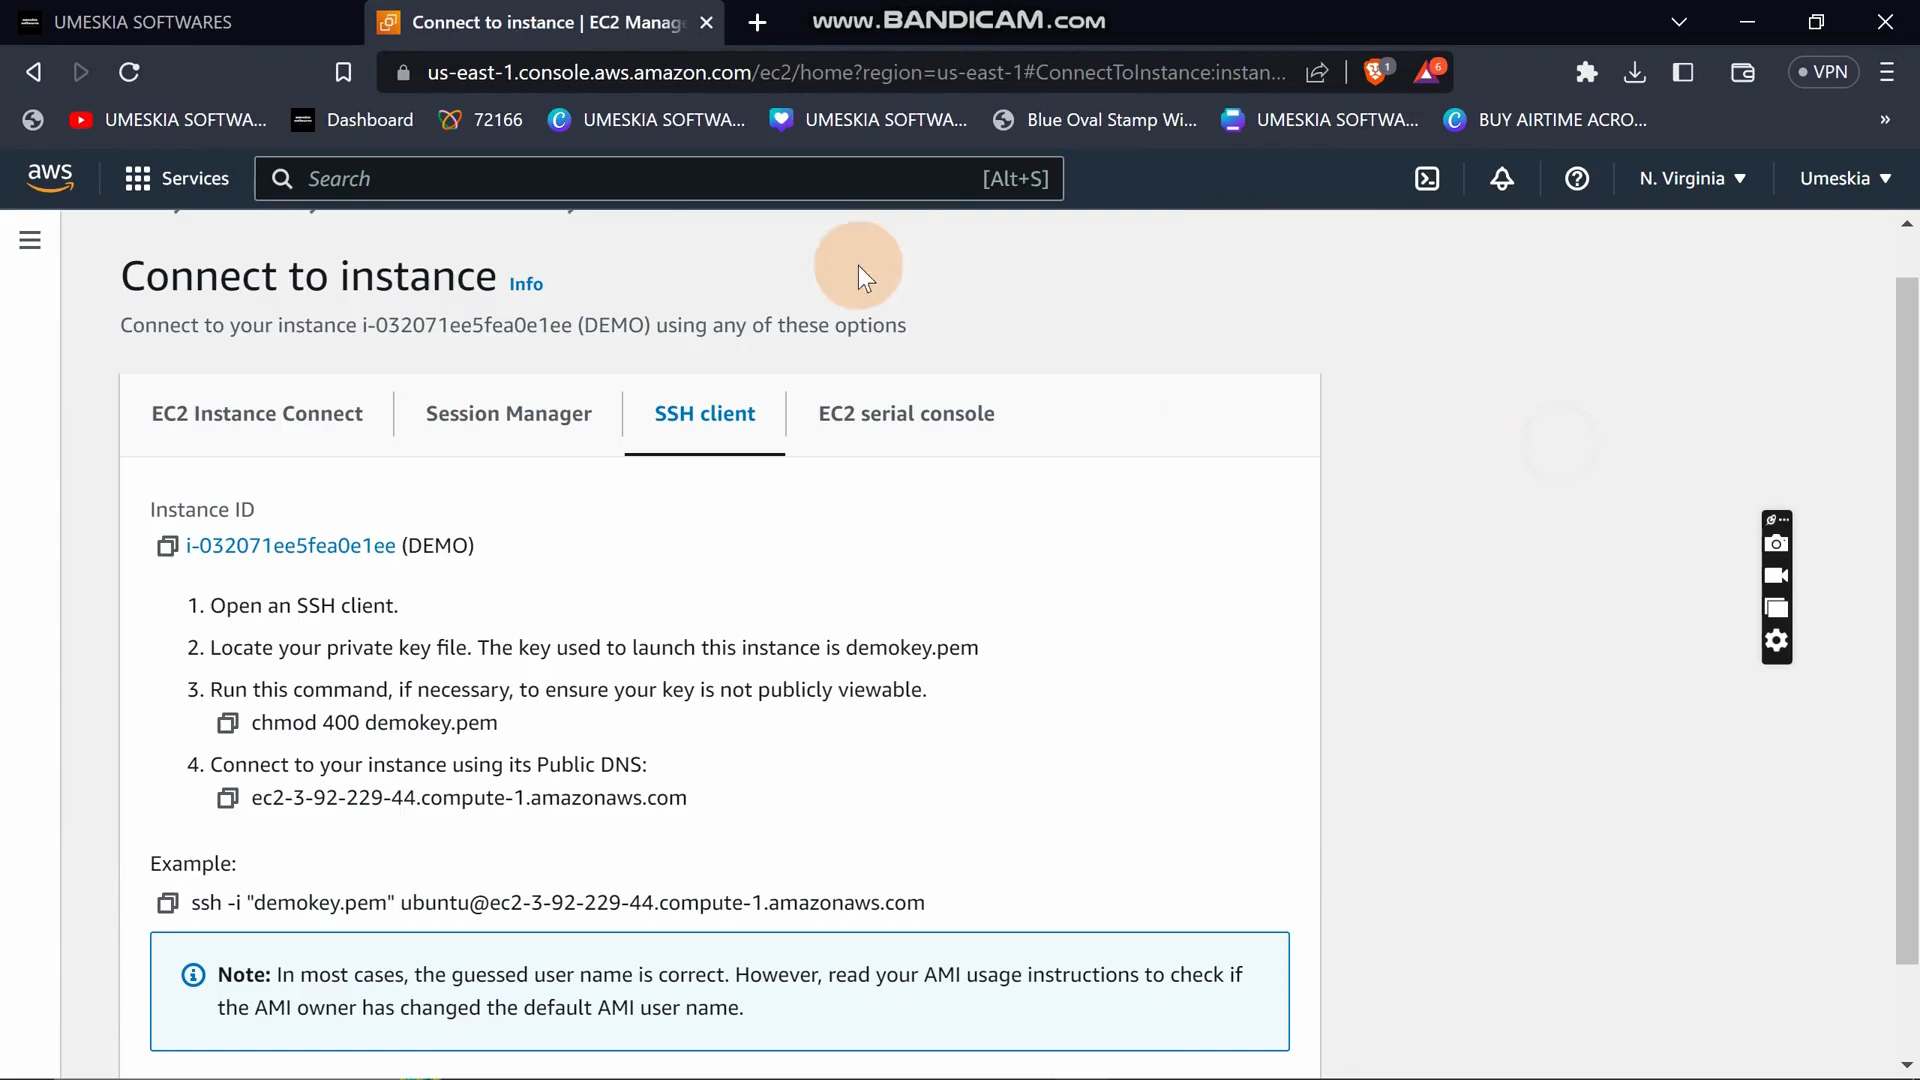 UMESKIA SOFTWARES
Connect to instance | EC2 Manag
www.BANDICAM.com
us-east-1.console.aws.amazon.com/ec2/home?region=us-east-1#ConnectToInstance:instan...
1
6
VPN
UMESKIA SOFTWA...
Dashboard
72166
UMESKIA SOFTWA...
UMESKIA SOFTWA...
Blue Oval Stamp Wi...
UMESKIA SOFTWA...
BUY AIRTIME ACRO...
»
aws
Services
Search
[Alt+S]
N. Virginia
Umeskia
Connect to instance Info
Connect to your instance i-032071ee5fea0e1ee (DEMO) using any of these options
EC2 Instance Connect
Session Manager
SSH client
EC2 serial console
Instance ID
i-032071ee5fea0e1ee (DEMO)
1. Open an SSH client.
2. Locate your private key file. The key used to launch this instance is demokey.pem
3. Run this command, if necessary, to ensure your key is not publicly viewable.
chmod 400 demokey.pem
4. Connect to your instance using its Public DNS:
ec2-3-92-229-44.compute-1.amazonaws.com
Example:
ssh -i "demokey.pem" ubuntu@ec2-3-92-229-44.compute-1.amazonaws.com
Note: In most cases, the guessed user name is correct. However, read your AMI usage instructions to check if
the AMI owner has changed the default AMI user name.